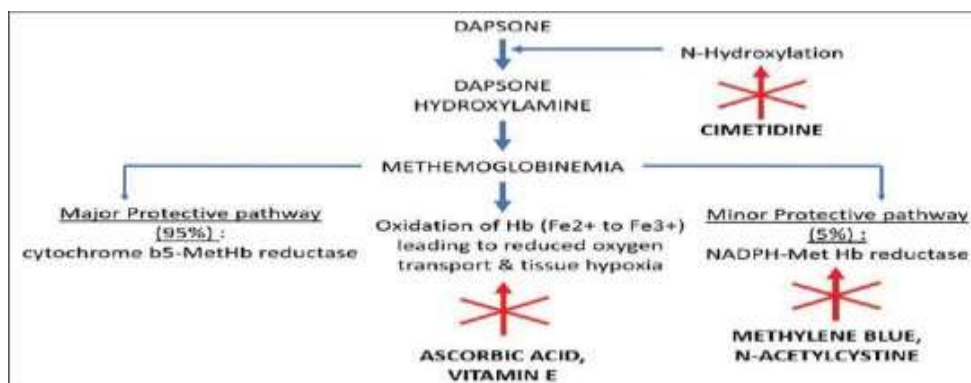 DAPSONE
N-Hydroxylation
DAPSONE
HYDROXYLAMINE
CIMETIDINE
METHEMOGLOBINEMIA
Major Protective pathway
(95%) :
cytochrome b5-MetHb reductase
Oxidation of Hb (Fe2+ to Fe3+)
leading to reduced oxygen
transport & tissue hypoxia
Minor Protective pathway
(5%) :
NADPH-Met Hb reductase
ASCORBIC ACID,
VITAMIN E
METHYLENE BLUE,
N-ACETYLCYSTINE